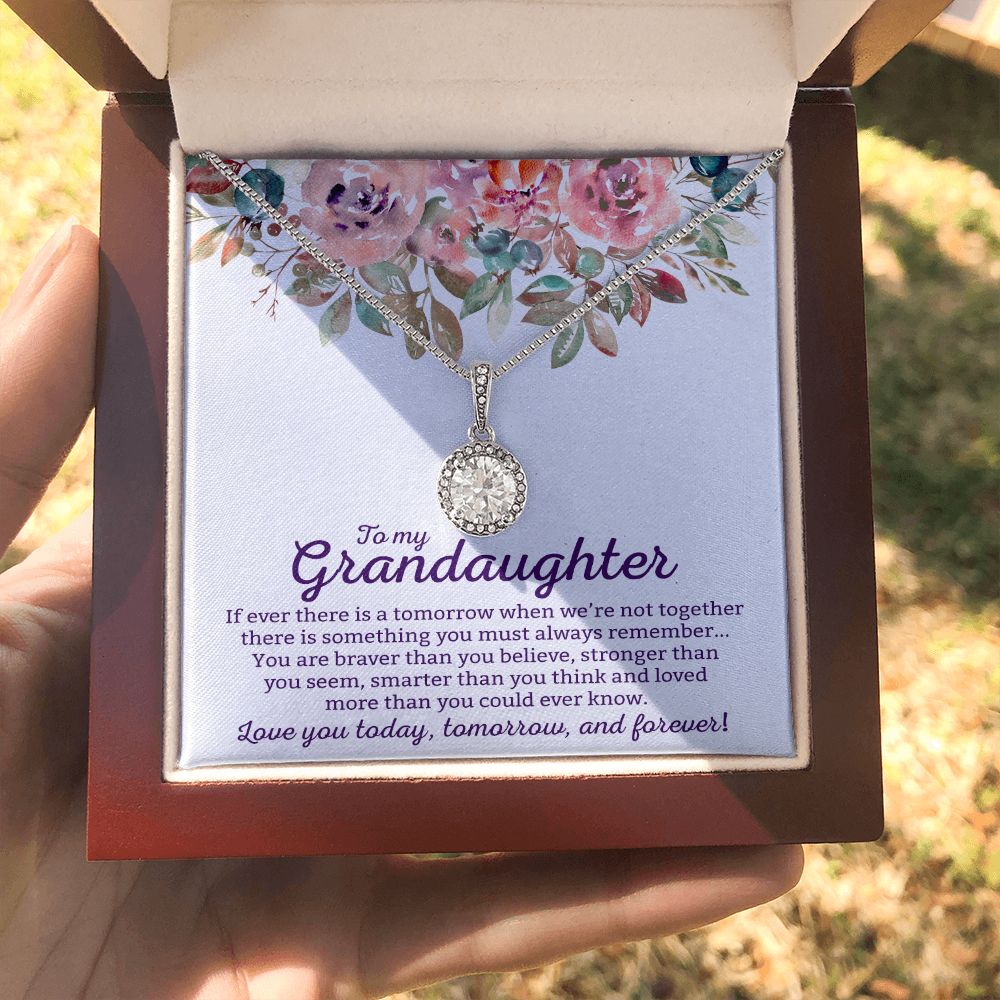 To my
Grandaughter
If ever there is a tomorrow when we're not together
there is something you must always remember...
You are braver than you believe, stronger than
you seem, smarter than you think and loved
more than you could ever know.
Love you today, tomorrow, and forever!